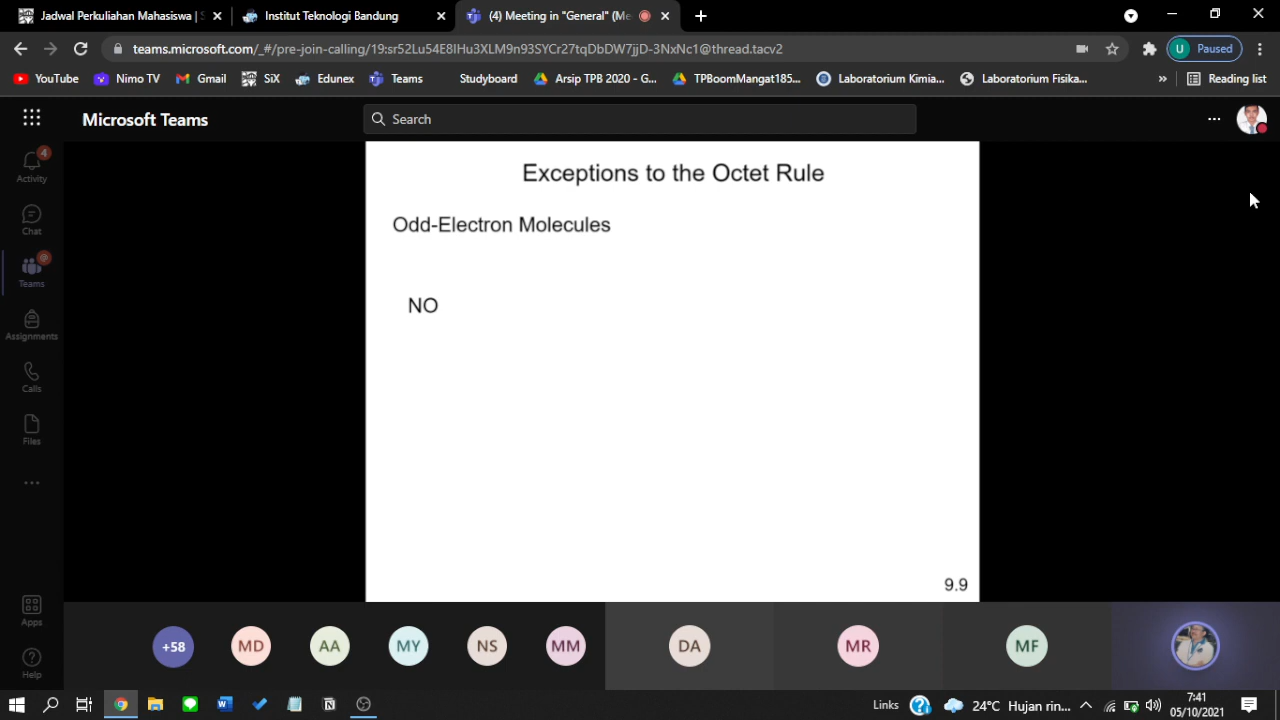 Jadwal Perkuliahan Mahasiswa |
Institut Teknologi Bandung
(4) Meeting in "General" (Me
teams.microsoft.com/_#/pre-join-calling/19:sr52Lu54E8IHu3XLM9n93SYCr27tqDbDW7jjD-3NxNc1@thread.tacv2
U Paused
YouTube
Nimo TV
Gmail
SIX
Edunex
Teams
Studyboard
Arsip TPB 2020 - G...
TPBromMangat185...
Laboratorium Kimia...
Laboratorium Fisika...
»
Reading list
Microsoft Teams
Search
4
Activity
Chat
Teams
Assignments
Calls
Files
Apps
Help
Exceptions to the Octet Rule
Odd-Electron Molecules
NO
9.9
+58
MD
AA
MY
NS
MM
DA
MR
MF
Links
24°C Hujan rin...
7:41
05/10/2021